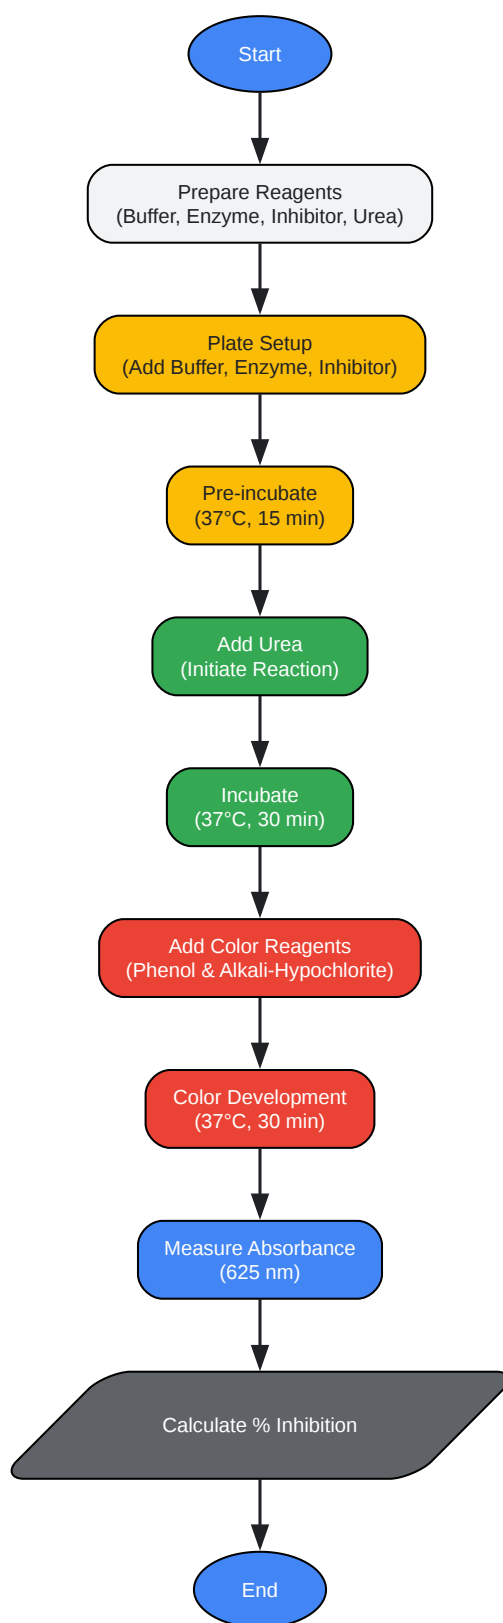 Start
Prepare Reagents
(Buffer, Enzyme, Inhibitor, Urea)
Plate Setup
(Add Buffer, Enzyme, Inhibitor)
Pre-incubate
(37°C, 15 min)
Add Urea
(Initiate Reaction)
Incubate
(37°C, 30 min)
Add Color Reagents
(Phenol & Alkali-Hypochlorite)
Color Development
(37°C, 30 min)
Measure Absorbance
(625 nm)
Calculate % Inhibition
End